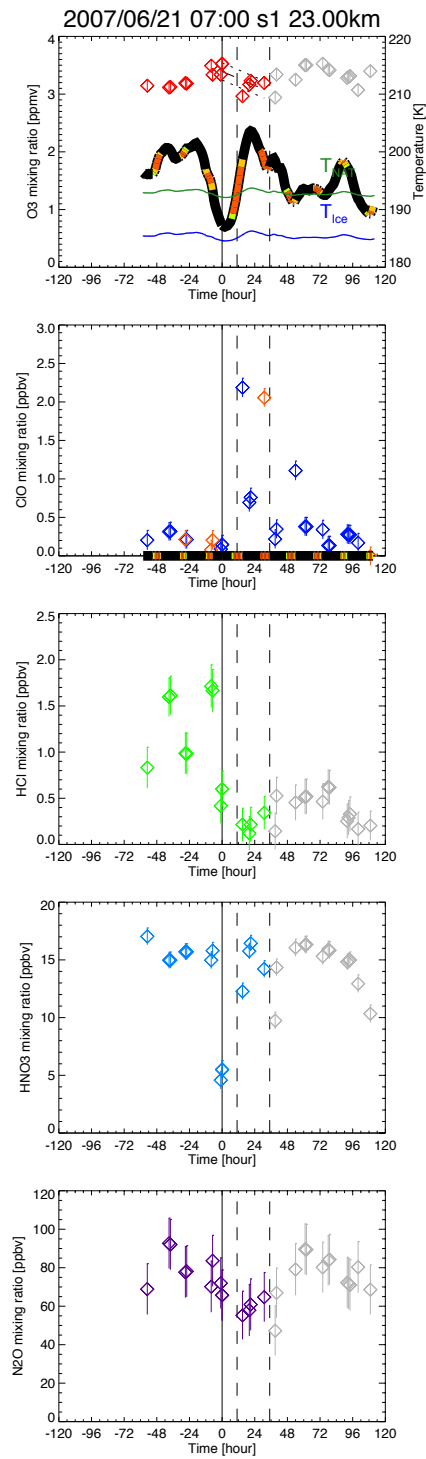 2007/06/21 07:00 s1 23.00km
O3 mixing ratio [ppmv]
4
3
2
1
0
220
215
210
205
200
195
190
185
180
Temperature [K]
T
T Ice
-120 -96 -72 -48 -24 0 24 48 72 96 120
Time [hour]
ClO mixing ratio [ppbv]
3.0
2.5
2.0
1.5
1.0
0.5
0.0
-120 -96 -72 -48 -24 0 24 48 72 96 120
Time [hour]
HCl mixing ratio [ppbv]
2.5
2.0
1.5
1.0
0.5
0.0
-120 -96 -72 -48 -24 0 24 48 72 96 120
Time [hour]
HNO3 mixing ratio [ppbv]
20
15
10
5
0
-120 -96 -72 -48 -24 0 24 48 72 96 120
Time [hour]
N2O mixing ratio [ppbv]
120
100
80
60
40
20
0
-120 -96 -72 -48 -24 0 24 48 72 96 120
Time [hour]